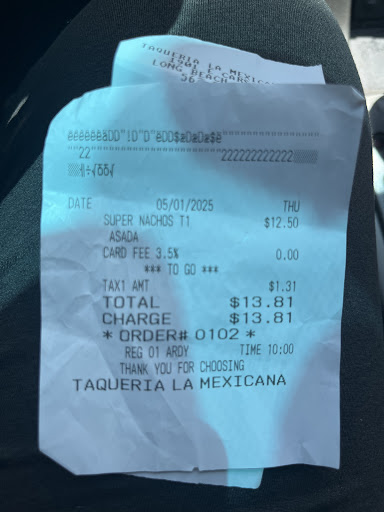 TAQUERIA LA MEXICA
LONG BEACH
DATE 05/01/2025 THU
SUPER NACHOS T1 $12.50
ASADA
CARD FEE 3.5% 0.00
*** TO GO ***
TAX1 AMT $1.31
TOTAL $13.81
CHARGE $13.81
* ORDER# 0102 *
REG 01 ARDY TIME 10:00
THANK YOU FOR CHOOSING
TAQUERIA LA MEXICANA